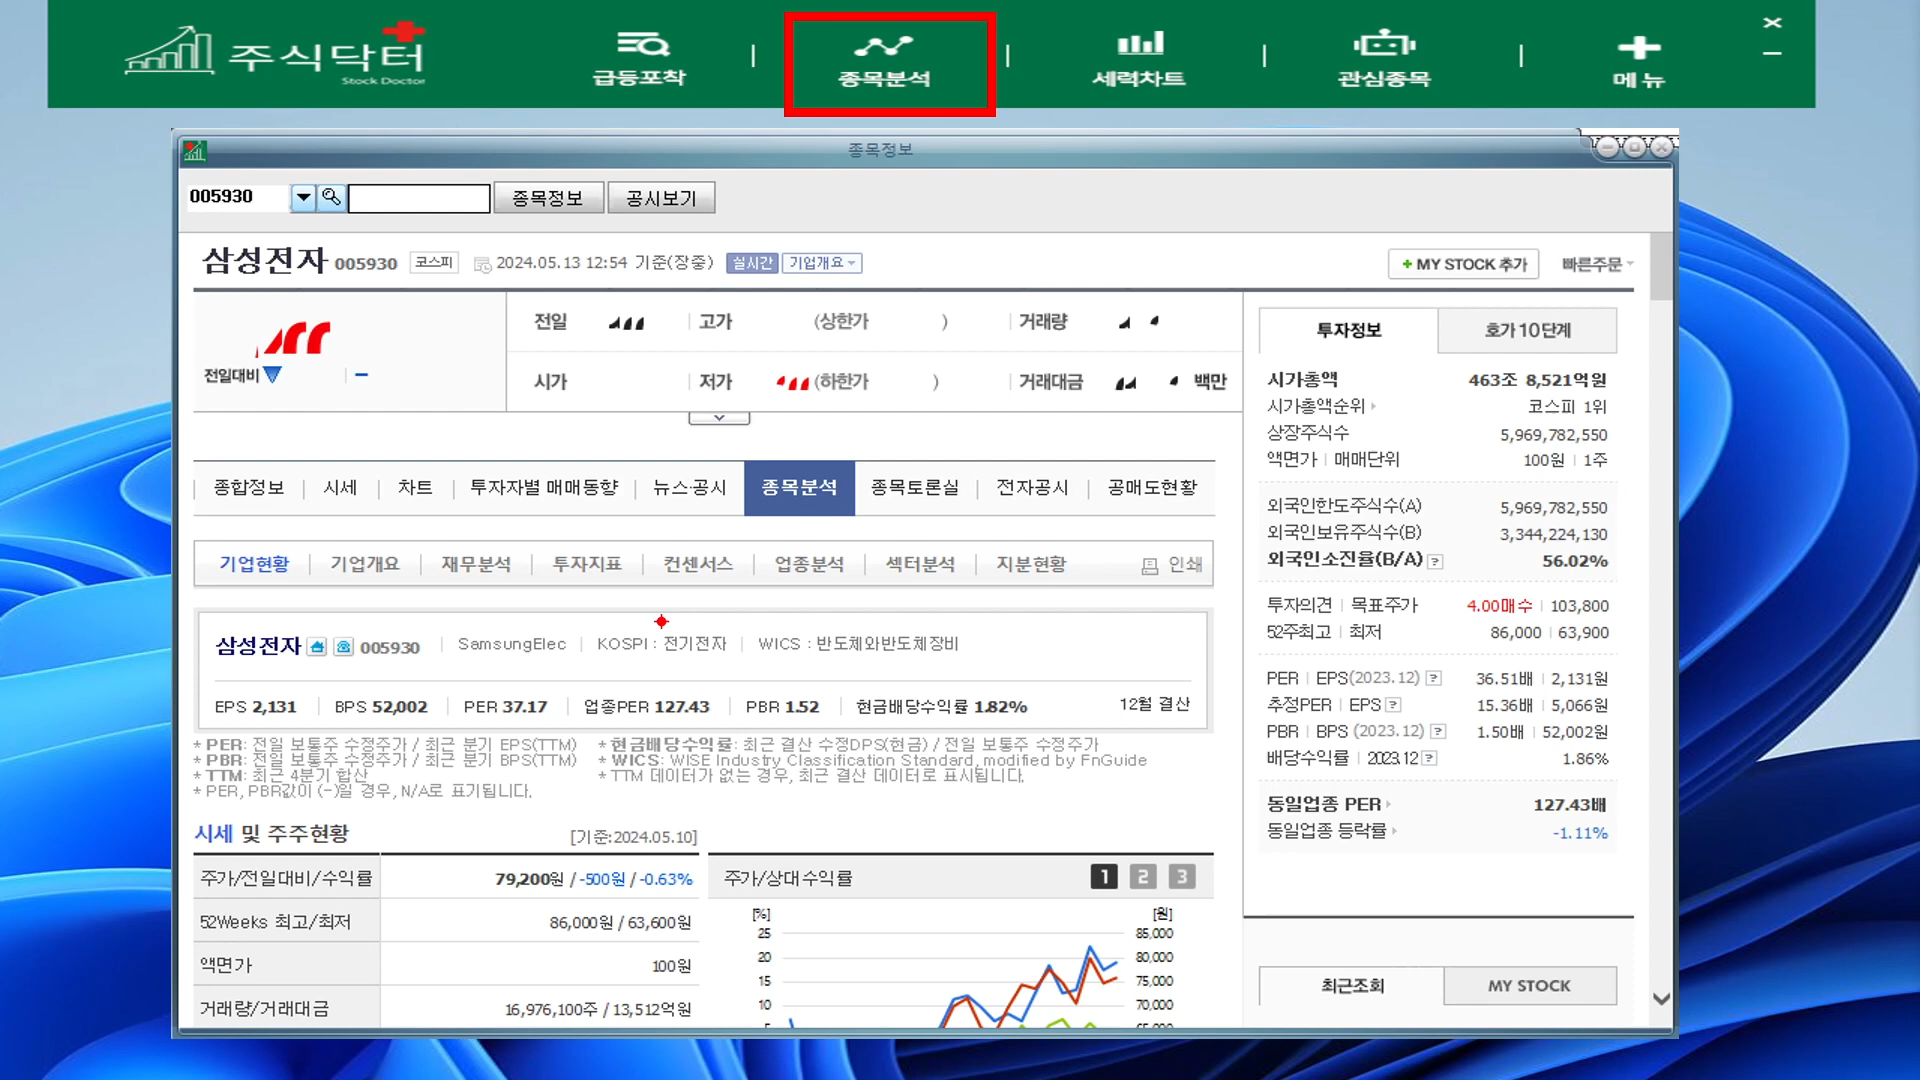 주식닥터
Stock Doctor
급등포착 | 종목분석 | 세력차트 | 관심종목 | 메뉴
종목정보
005930 종목정보 공시보기
삼성전자 005930 코스피 2024.05.13 12:54 기준(장중) 실시간 기업개요
+ MY STOCK 추가 빠른주문
전일 고가 (상한가 ) 거래량
전일대비
시가 저가 (하한가 ) 거래대금 백만
종합정보 시세 차트 투자자별 매매동향 뉴스·공시 종목분석 종목토론실 전자공시 공매도현황
기업현황 기업개요 재무분석 투자지표 컨센서스 업종분석 섹터분석 지분현황 인쇄
삼성전자 005930 SamsungElec KOSPI : 전기전자 WICS : 반도체와반도체장비
EPS 2,131 BPS 52,002 PER 37.17 업종PER 127.43 PBR 1.52 현금배당수익률 1.82% 12월 결산
* PER: 전일 보통주 수정주가 / 최근 분기 EPS(TTM)
* PBR: 전일 보통주 수정주가 / 최근 분기 BPS(TTM)
* TTM: 최근 4분기 합산
* PER, PBR값이 (-)일 경우, N/A로 표기됩니다.
* 현금배당수익률: 최근 결산 수정DPS(현금) / 전일 보통주 수정주가
* WICS: WISE Industry Classification Standard, modified by FnGuide
* TTM 데이터가 없는 경우, 최근 결산 데이터로 표시됩니다.
시세 및 주주현황 [기준:2024.05.10]
주가/전일대비/수익률 79,200원 / -500원 / -0.63%
52Weeks 최고/최저 86,000원 / 63,600원
액면가 100원
거래량/거래대금 16,976,100주 / 13,512억원
주가/상대수익률 1 2 3
[%] [원]
25 85,000
20 80,000
15 75,000
10 70,000
5 65,000
투자정보 호가 10단계
시가총액 463조 8,521억원
시가총액순위 코스피 1위
상장주식수 5,969,782,550
액면가 | 매매단위 100원 | 1주
외국인한도주식수(A) 5,969,782,550
외국인보유주식수(B) 3,344,224,130
외국인소진율(B/A) ? 56.02%
투자의견 | 목표주가 4.00매수 | 103,800
52주최고 | 최저 86,000 | 63,900
PER | EPS(2023.12) ? 36.51배 | 2,131원
추정PER | EPS ? 15.36배 | 5,066원
PBR | BPS (2023.12) ? 1.50배 | 52,002원
배당수익률 | 2023.12 ? 1.86%
동일업종 PER 127.43배
동일업종 등락률 -1.11%
최근조회 MY STOCK